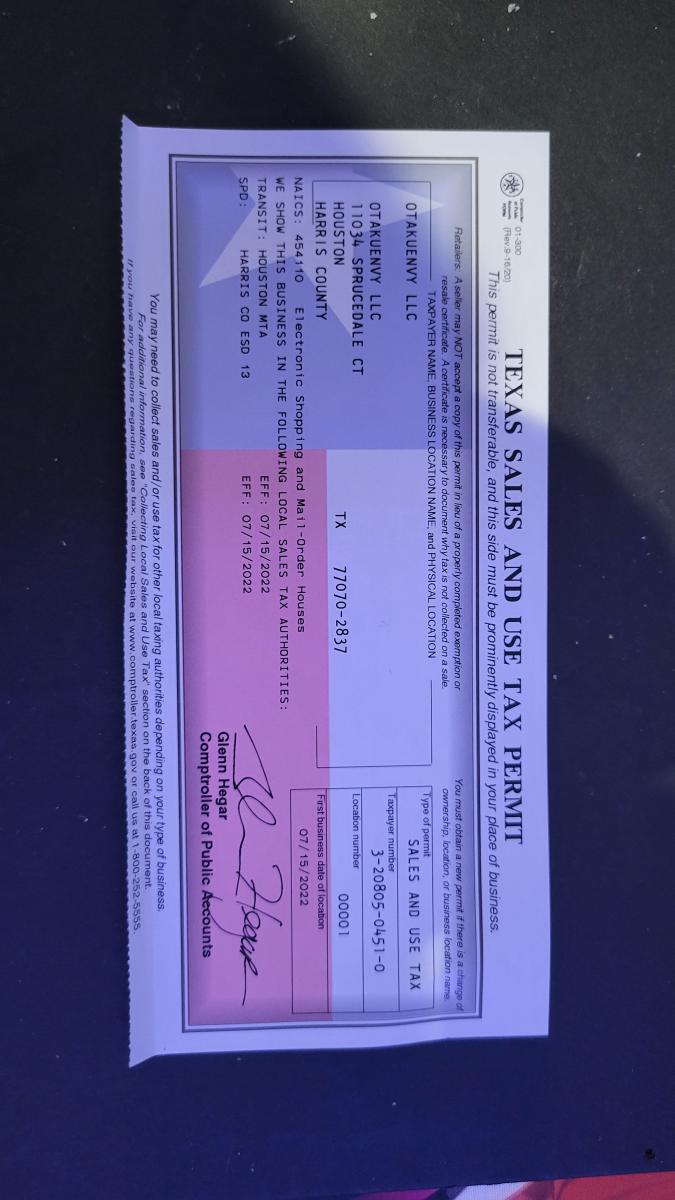 Comptroller
of Public
Accounts
FORM
01-300
(Rev.9-16/20)
TEXAS SALES AND USE TAX PERMIT
This permit is not transferable, and this side must be prominently displayed in your place of business.
Retailers: A seller may NOT accept a copy of this permit in lieu of a properly completed exemption or
resale certificate. A certificate is necessary to document why tax is not collected on a sale.
You must obtain a new permit if there is a change of
ownership, location, or business location name.
TAXPAYER NAME, BUSINESS LOCATION NAME, and PHYSICAL LOCATION
OTAKUENVY LLC
OTAKUENVY LLC
11034 SPRUCEDALE CT
HOUSTON TX 77070-2837
HARRIS COUNTY
Type of permit
SALES AND USE TAX
Taxpayer number
3-20805-0451-0
Location number
00001
First business date of location
07/15/2022
NAICS: 454110 Electronic Shopping and Mail-Order Houses
WE SHOW THIS BUSINESS IN THE FOLLOWING LOCAL SALES TAX AUTHORITIES:
TRANSIT: HOUSTON MTA EFF: 07/15/2022
SPD: HARRIS CO ESD 13 EFF: 07/15/2022
Glenn Hegar
Glenn Hegar
Comptroller of Public Accounts
You may need to collect sales and/or use tax for other local taxing authorities depending on your type of business.
For additional information, see "Collecting Local Sales and Use Tax" section on the back of this document.
If you have any questions regarding sales tax, visit our website at www.comptroller.texas.gov or call us at 1-800-252-5555.